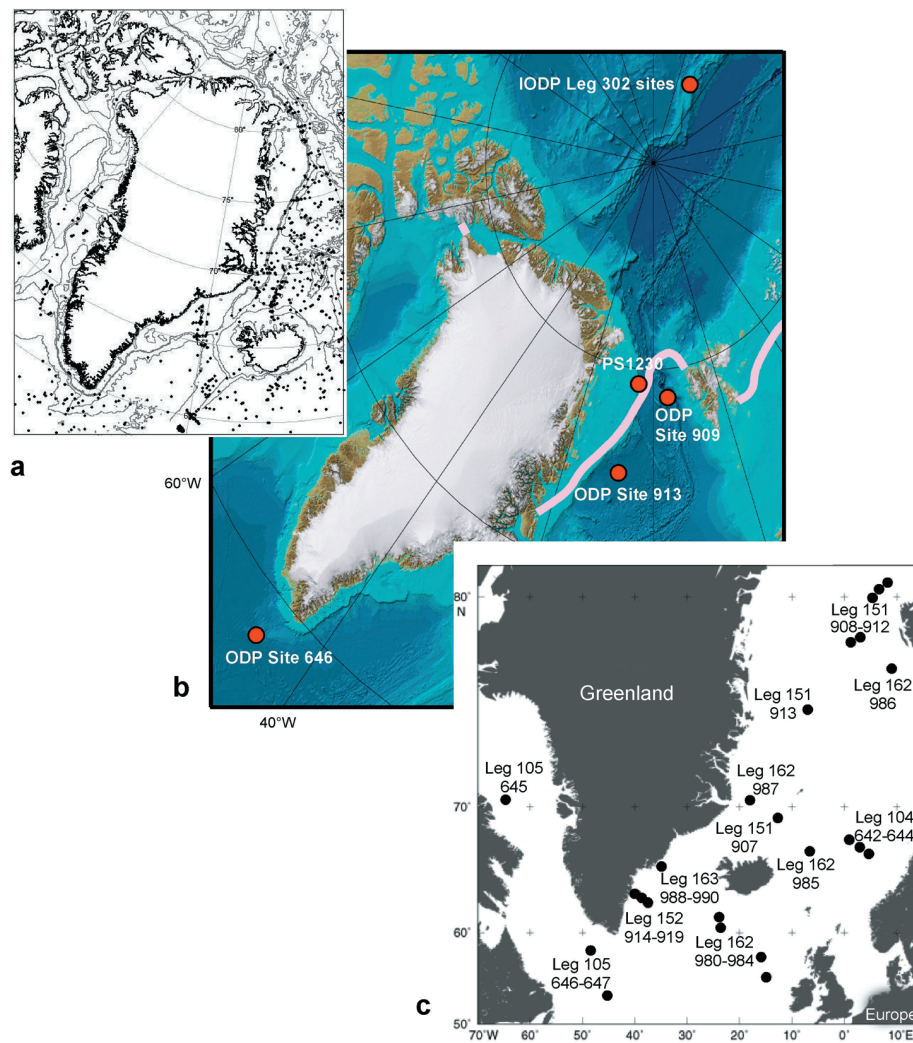 85°
80°
75°
70°
a
IODP Leg 302 sites
PS1230
ODP
Site 909
ODP Site 913
60°W
ODP Site 646
b
40°W
80°
N
Leg 151
908-912
Greenland
Leg 162
986
Leg 151
913
Leg 105
645
Leg 162
987
70°
Leg 104
642-644
Leg 151
907
Leg 162
985
Leg 163
988-990
Leg 152
914-919
60°
Leg 162
980-984
Leg 105
646-647
c
Europe
50°
70°W 60° 50° 40° 30° 20° 10° 0° 10°E